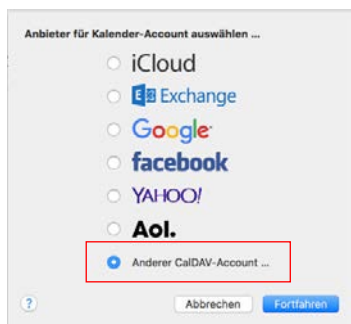 Anbieter für Kalender-Account auswählen ...
iCloud
E Exchange
Google
facebook
YAHOO!
Aol.
Anderer CalDAV-Account ...
? Abbrechen Fortfahren